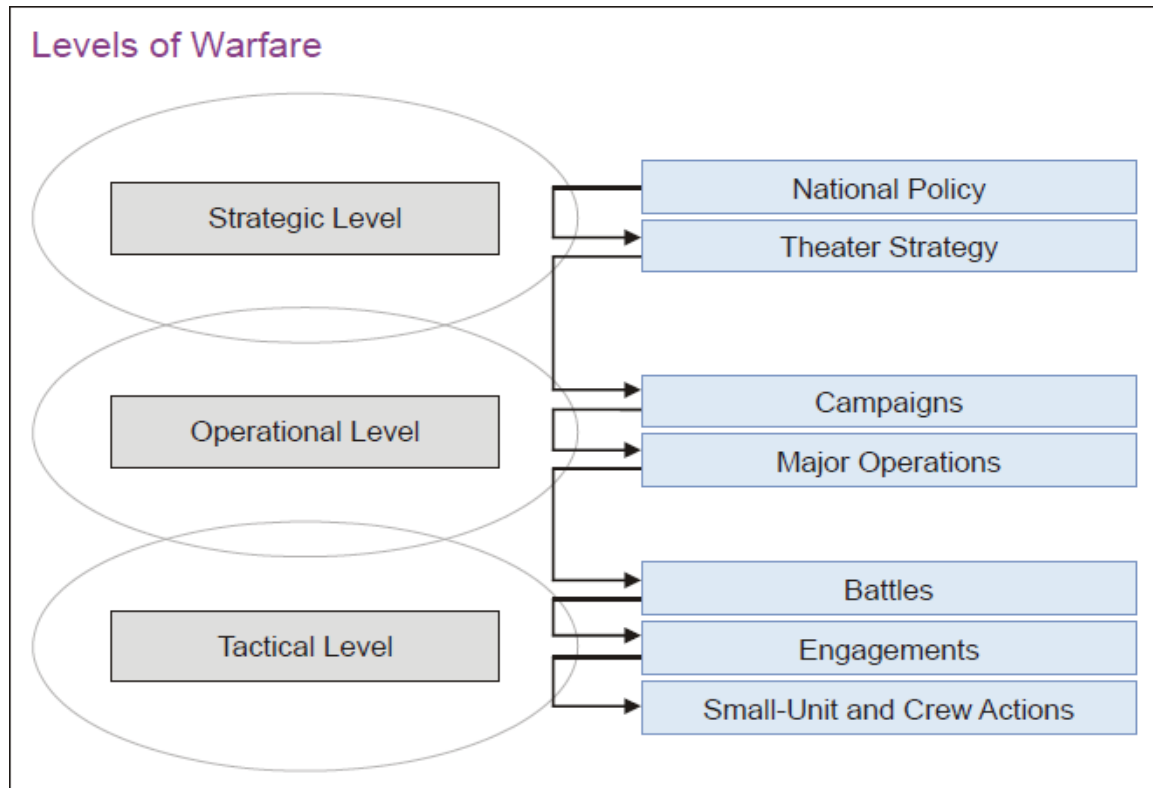 Levels of Warfare
Strategic Level
National Policy
Theater Strategy
Operational Level
Campaigns
Major Operations
Tactical Level
Battles
Engagements
Small-Unit and Crew Actions